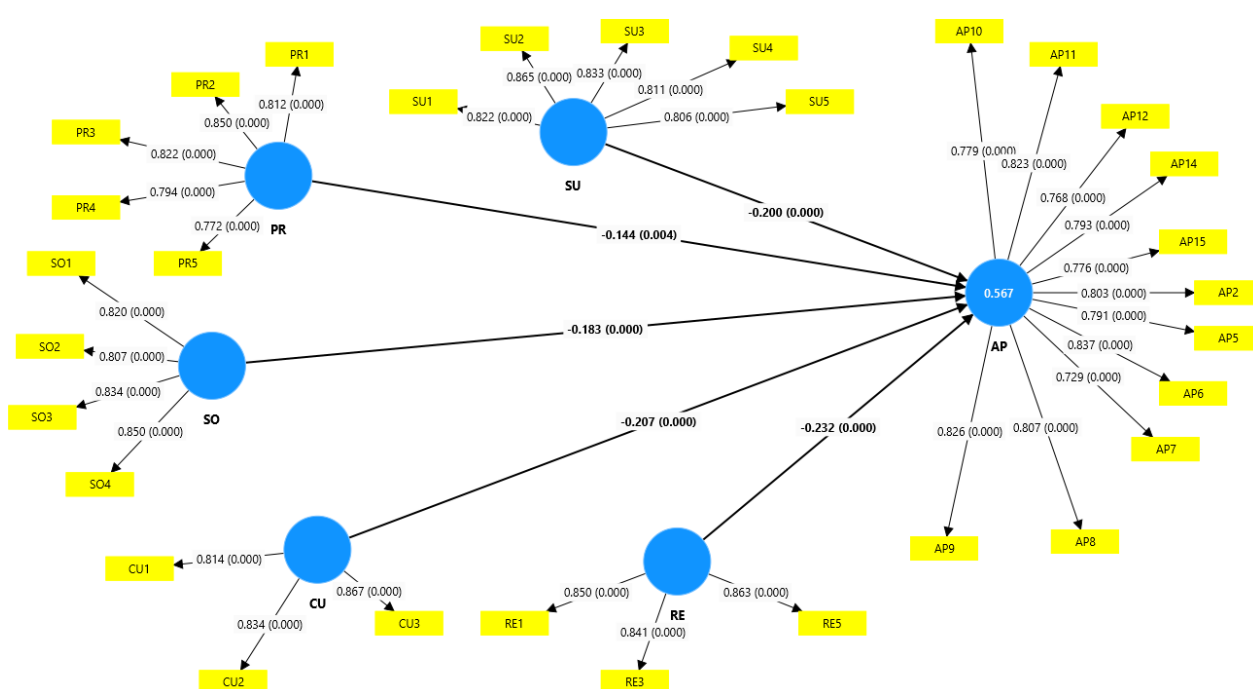 AP10
SU3
SU2
SU4
AP11
PR1
PR2
0.865 (0.000)
0.833 (0.000)
0.811 (0.000)
SU1
SU5
0.812 (0.000)
0.822 (0.000)
0.806 (0.000)
AP12
PR3
0.850 (0.000)
0.822 (0.000)
0.779 (0.000)
0.823 (0.000)
AP14
SU
0.794 (0.000)
0.768 (0.000)
PR4
-0.200 (0.000)
0.772 (0.000)
PR
0.793 (0.000)
-0.144 (0.004)
AP15
SO1
PR5
0.776 (0.000)
0.567
0.803 (0.000)
AP2
0.820 (0.000)
0.791 (0.000)
-0.183 (0.000)
AP5
SO2
0.807 (0.000)
AP
0.837 (0.000)
0.729 (0.000)
0.834 (0.000)
AP6
SO3
SO
-0.207 (0.000)
-0.232 (0.000)
0.826 (0.000)
0.807 (0.000)
0.850 (0.000)
AP7
SO4
AP9
AP8
0.814 (0.000)
CU1
0.867 (0.000)
0.850 (0.000)
0.863 (0.000)
CU
RE
0.834 (0.000)
CU3
RE1
0.841 (0.000)
RE5
CU2
RE3